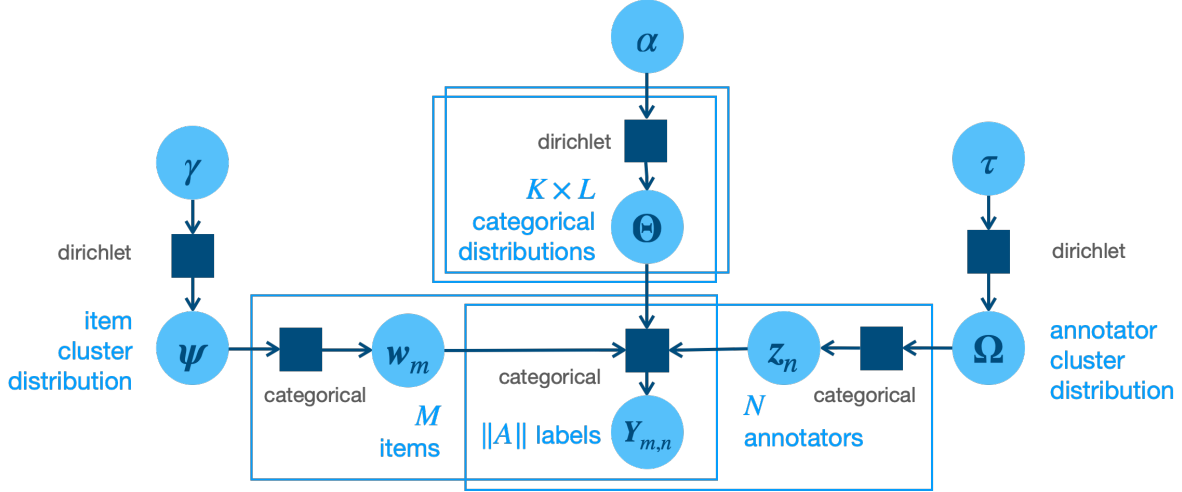 α
dirichlet
γ
τ
K × L
categorical
distributions
Θ
dirichlet
dirichlet
item
cluster
distribution
ψ
w_m
categorical
M
items
categorical
‖A‖ labels
Y_{m,n}
z_n
categorical
N
annotators
Ω
annotator
cluster
distribution